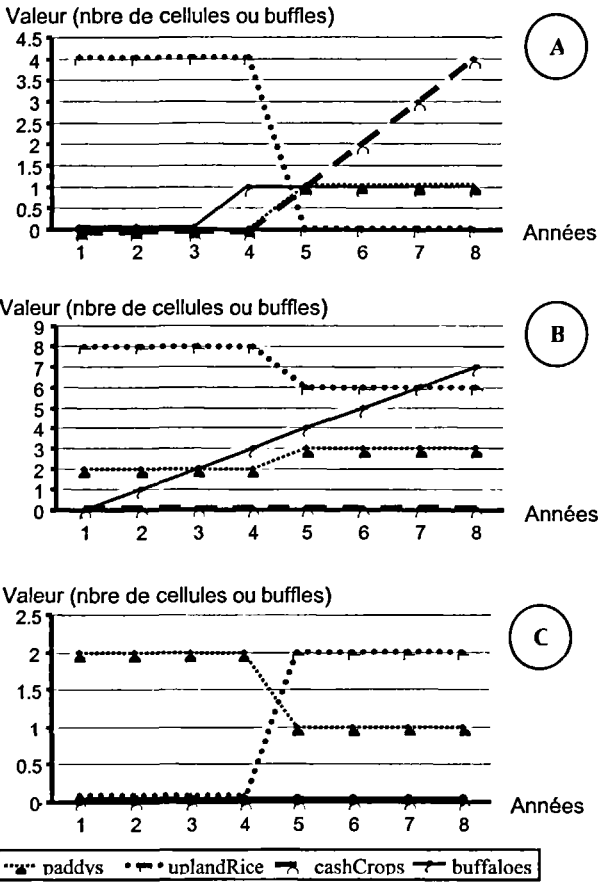 Valeur (nbre de cellules ou buffles)
A
4.5
4
3.5
3
2.5
2
1.5
1
0.5
0
1 2 3 4 5 6 7 8
Années
Valeur (nbre de cellules ou buffles)
B
9
8
7
6
5
4
3
2
1
0
1 2 3 4 5 6 7 8
Années
Valeur (nbre de cellules ou buffles)
C
2.5
2
1.5
1
0.5
0
1 2 3 4 5 6 7 8
Années
paddys uplandRice cashCrops buffaloes